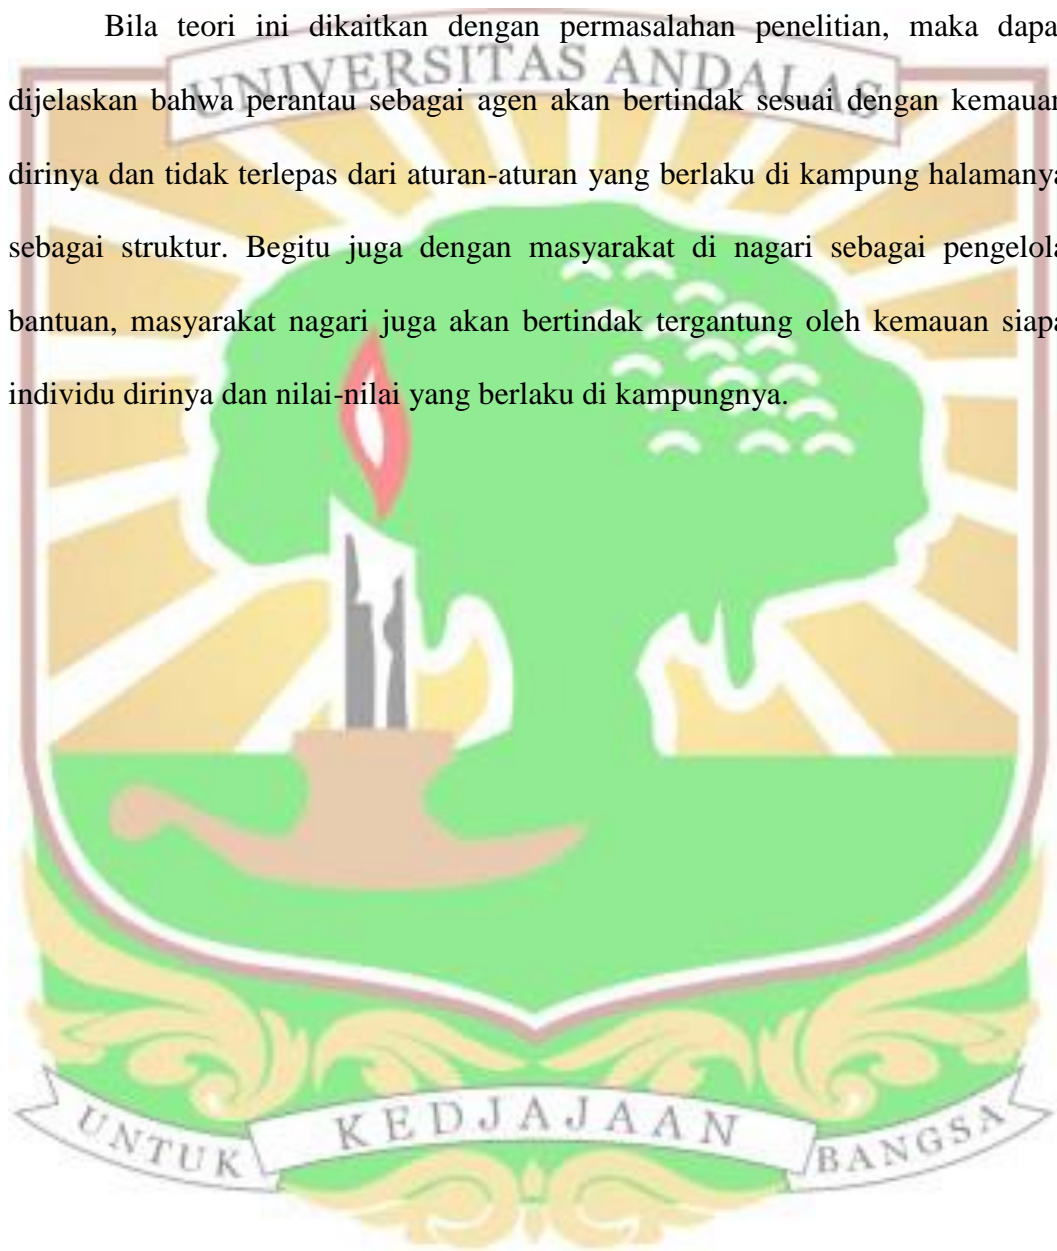 Bila teori ini dikaitkan dengan permasalahan penelitian, maka dapa
UNIVERSITAS ANDALAS
dijelaskan bahwa perantau sebagai agen akan bertindak sesuai dengan kemauan
dirinya dan tidak terlepas dari aturan-aturan yang berlaku di kampung halamanya
sebagai struktur. Begitu juga dengan masyarakat di nagari sebagai pengelola
bantuan, masyarakat nagari juga akan bertindak tergantung oleh kemauan siapa
individu dirinya dan nilai-nilai yang berlaku di kampungnya.
UNTUK KEDJAJAAN BANGSA